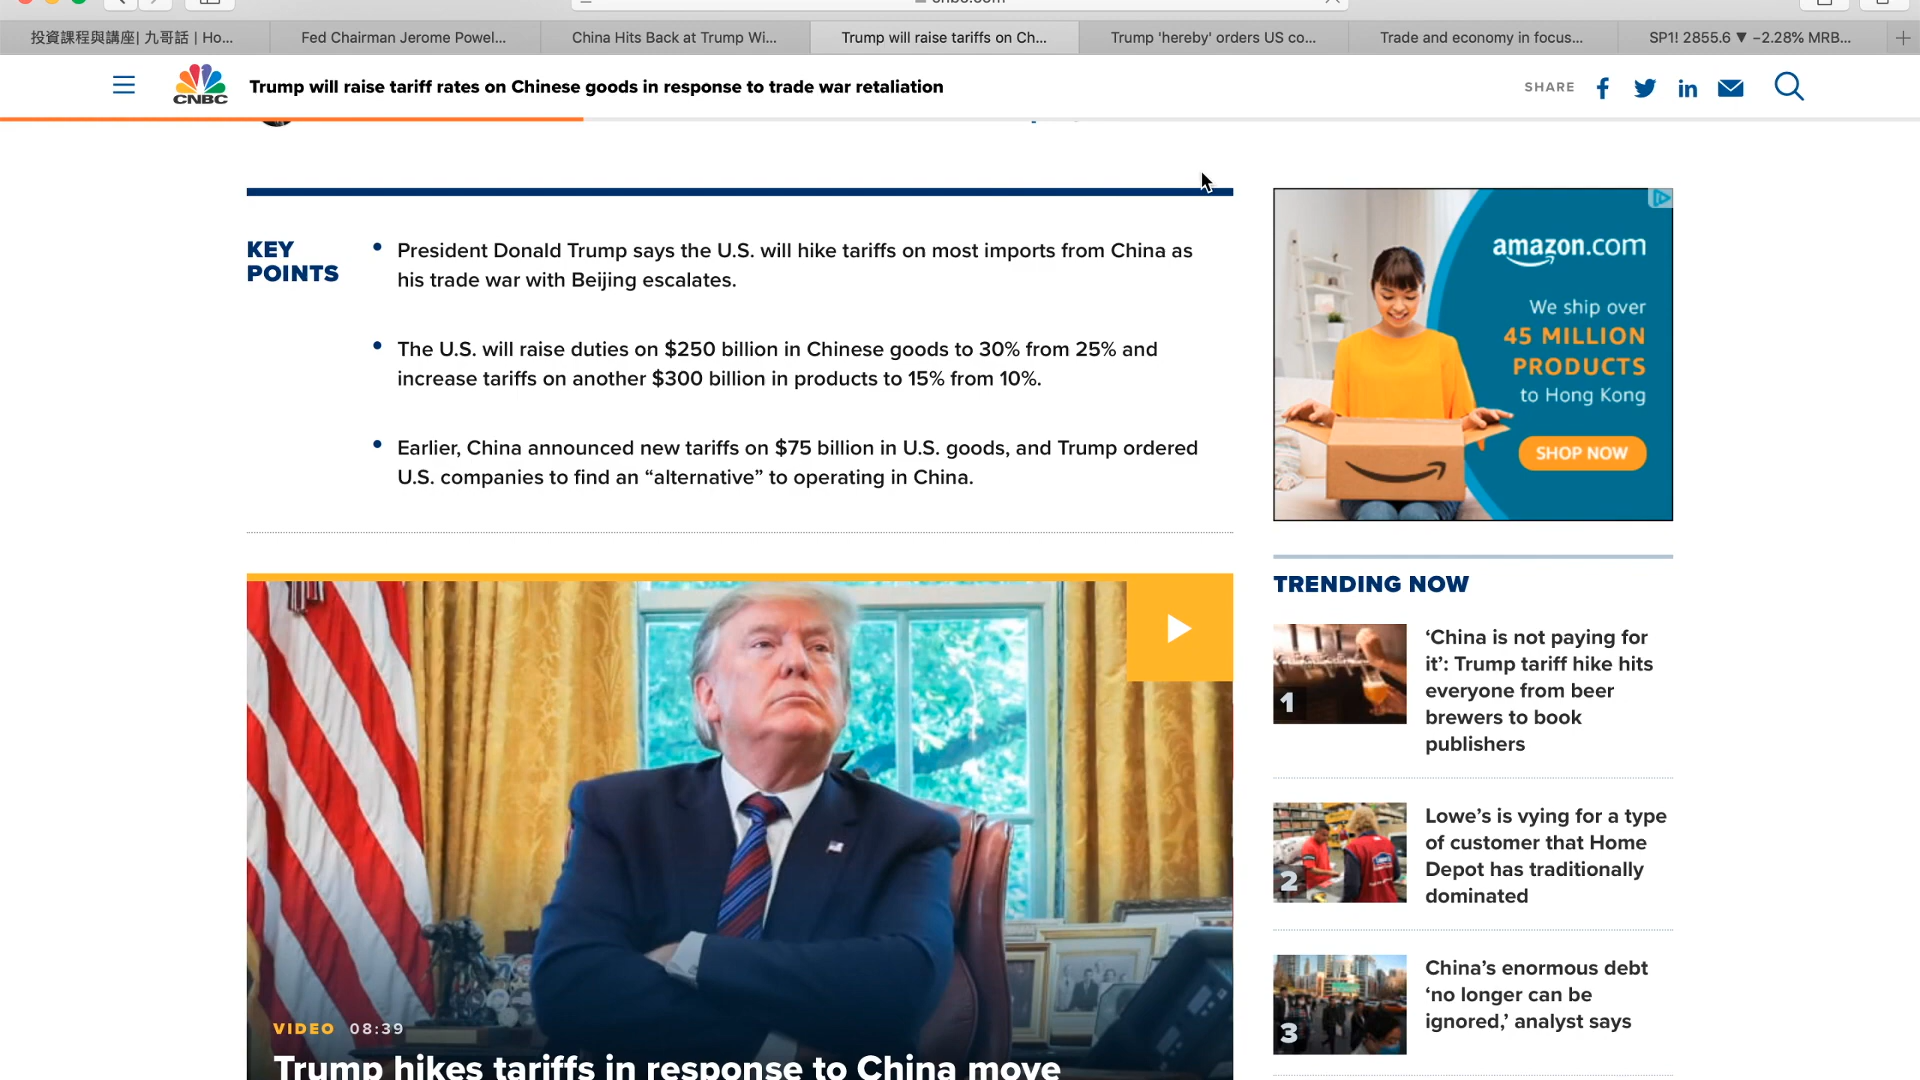 cnbc.com
投資課程與講座| 九哥話 | Ho...
Fed Chairman Jerome Powel...
China Hits Back at Trump Wi...
Trump will raise tariffs on Ch...
Trump 'hereby' orders US co...
Trade and economy in focus...
SP1! 2855.6 ▼ −2.28% MRB...
CNBC
Trump will raise tariff rates on Chinese goods in response to trade war retaliation
SHARE
KEY
POINTS
President Donald Trump says the U.S. will hike tariffs on most imports from China as
his trade war with Beijing escalates.
The U.S. will raise duties on $250 billion in Chinese goods to 30% from 25% and
increase tariffs on another $300 billion in products to 15% from 10%.
Earlier, China announced new tariffs on $75 billion in U.S. goods, and Trump ordered
U.S. companies to find an “alternative” to operating in China.
amazon.com
We ship over
45 MILLION
PRODUCTS
to Hong Kong
SHOP NOW
VIDEO 08:39
Trump hikes tariffs in response to China move
TRENDING NOW
1
‘China is not paying for
it’: Trump tariff hike hits
everyone from beer
brewers to book
publishers
2
Lowe’s is vying for a type
of customer that Home
Depot has traditionally
dominated
3
China’s enormous debt
‘no longer can be
ignored,’ analyst says